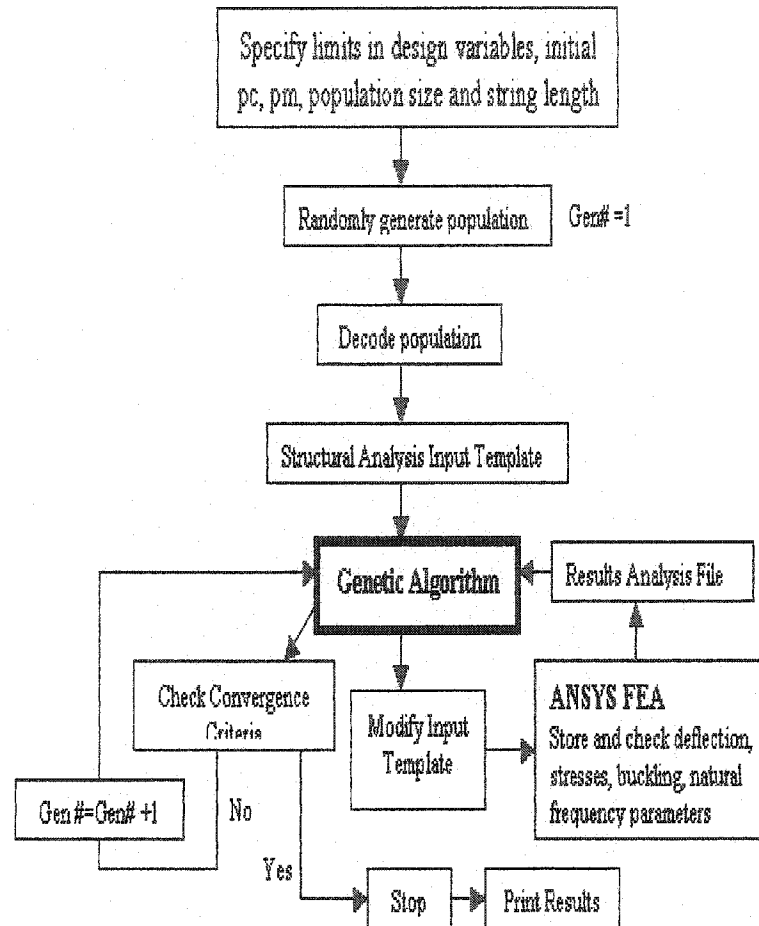 Specify limits in design variables, initial
pc, pm, population size and string length
Randomly generate population
Gen# =1
Decode population
Structural Analysis Input Template
Genetic Algorithm
Results Analysis File
Check Convergence
Criteria
Modify Input
Template
ANSYS FEA
Store and check deflection,
stresses, buckling, natural
frequency parameters
Gen #=Gen# +1
No
Yes
Stop
Print Results